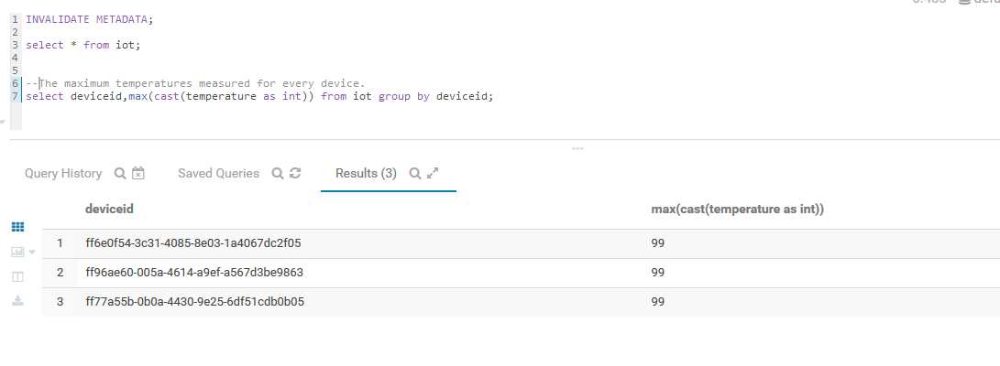 1 INVALIDATE METADATA;
2
3 select * from iot;
4
5
6 --The maximum temperatures measured for every device.
7 select deviceid,max(cast(temperature as int)) from iot group by deviceid;
Query History Saved Queries Results (3)
deviceid max(cast(temperature as int))
1 ff6e0f54-3c31-4085-8e03-1a4067dc2f05 99
2 ff96ae60-005a-4614-a9ef-a567d3be9863 99
3 ff77a55b-0b0a-4430-9e25-6df51cdb0b05 99